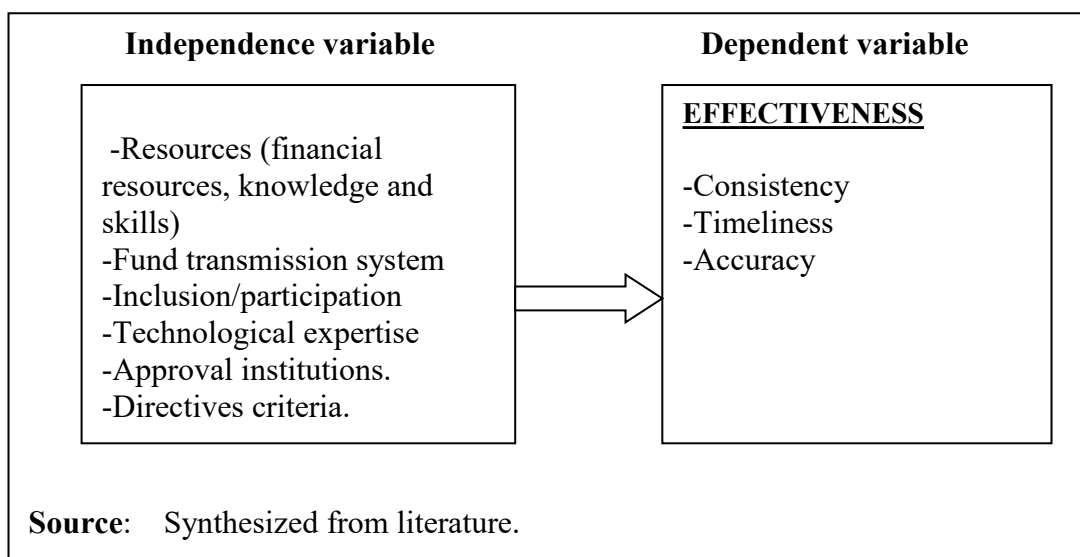 Independence variable
Dependent variable
-Resources (financial
resources, knowledge and
skills)
-Fund transmission system
-Inclusion/participation
-Technological expertise
-Approval institutions.
-Directives criteria.
EFFECTIVENESS
-Consistency
-Timeliness
-Accuracy
Source: Synthesized from literature.